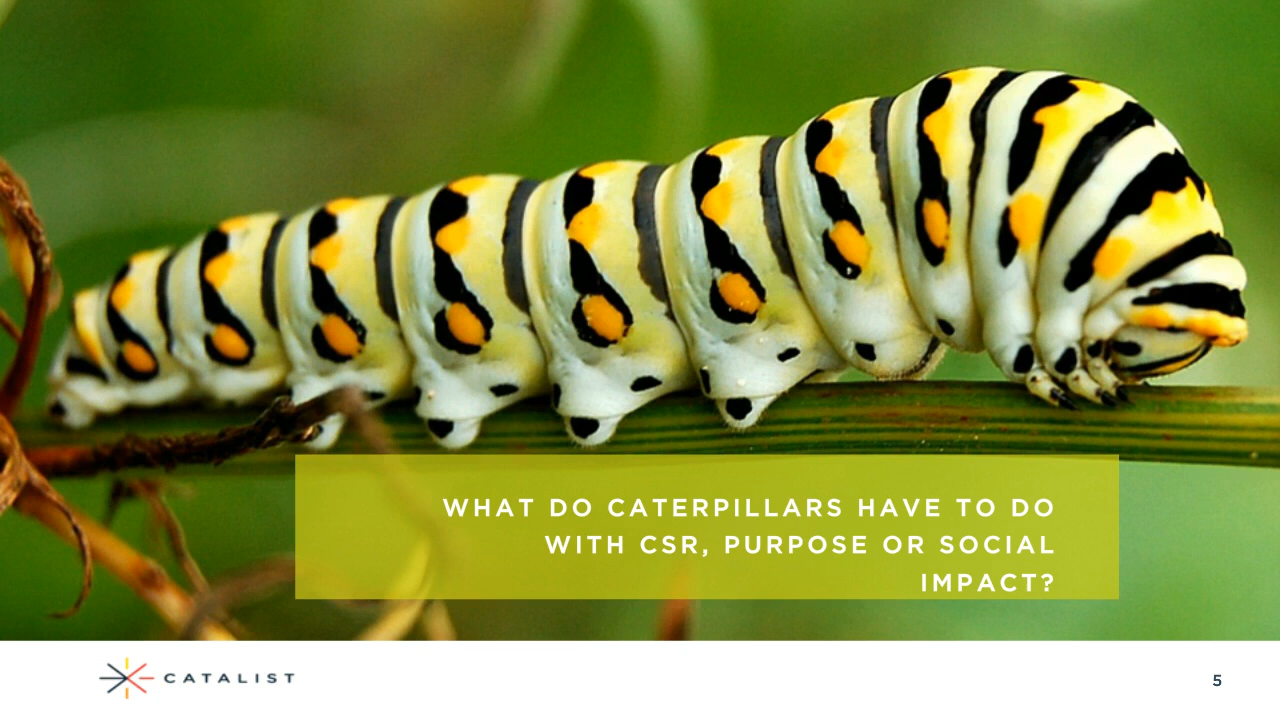 WHAT DO CATERPILLARS HAVE TO DO
WITH CSR, PURPOSE OR SOCIAL
IMPACT?
CATALIST
5